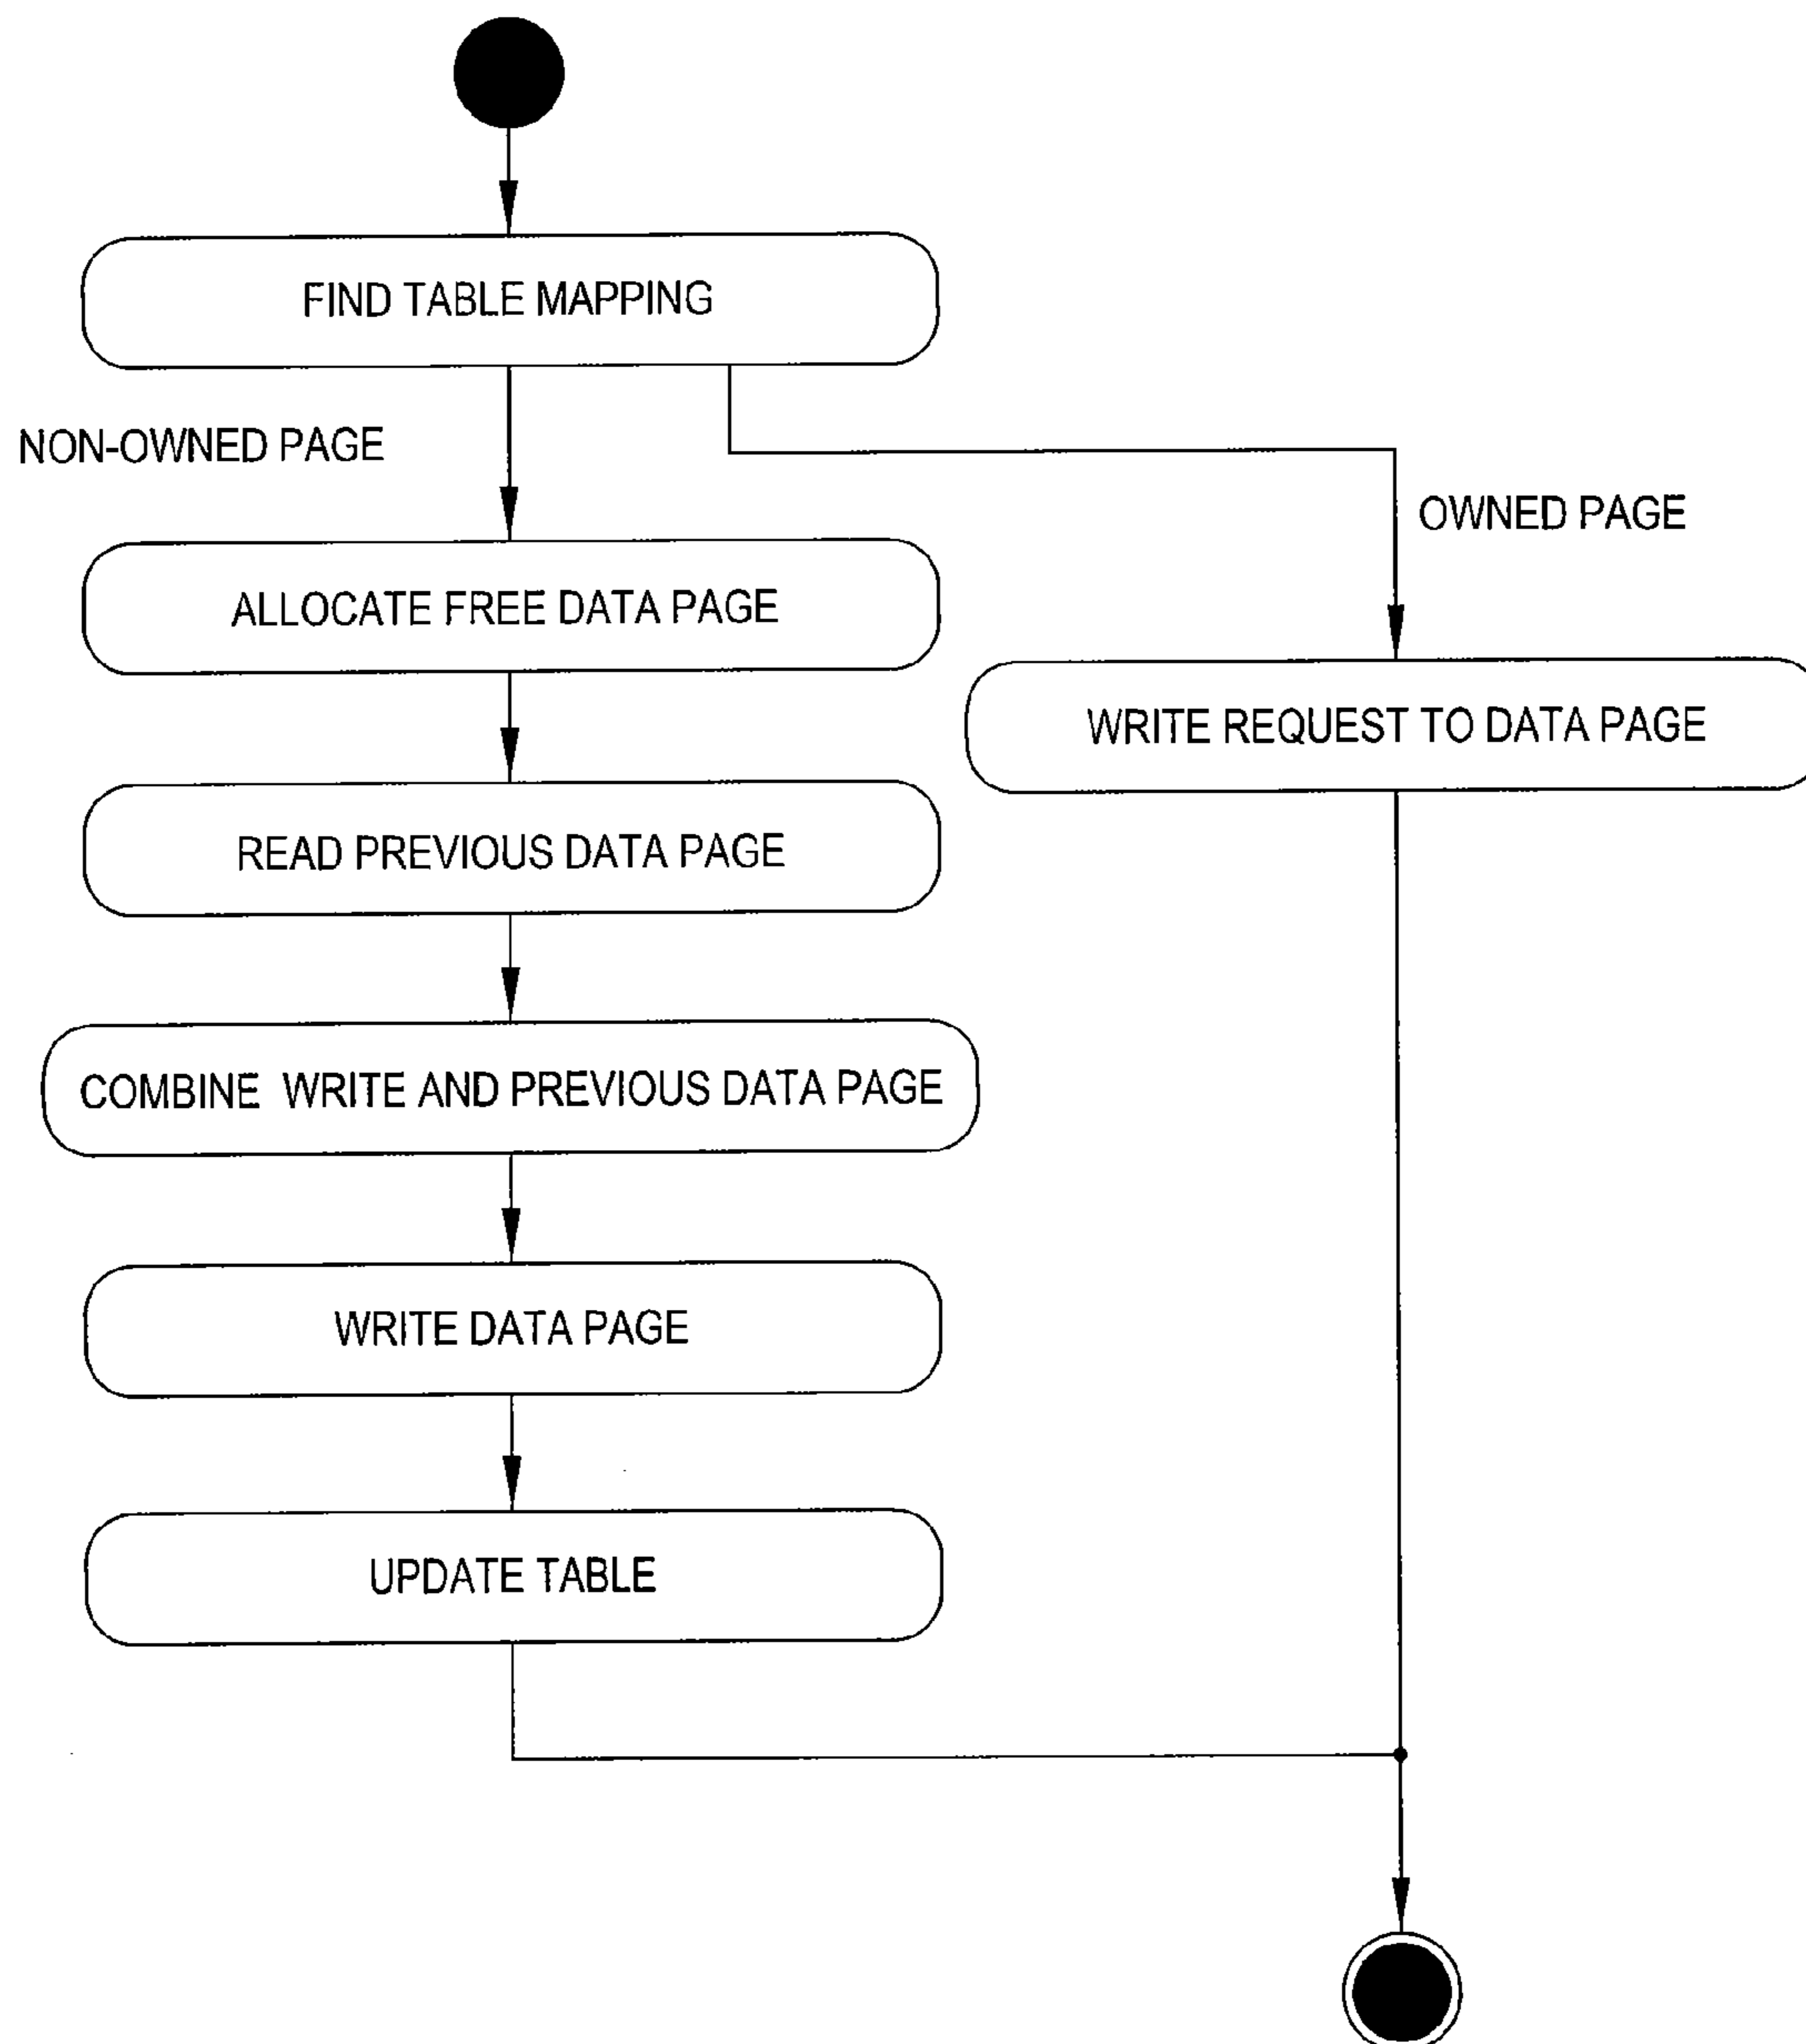 FIND TABLE MAPPING
NON-OWNED PAGE
OWNED PAGE
ALLOCATE FREE DATA PAGE
WRITE REQUEST TO DATA PAGE
READ PREVIOUS DATA PAGE
COMBINE WRITE AND PREVIOUS DATA PAGE
WRITE DATA PAGE
UPDATE TABLE